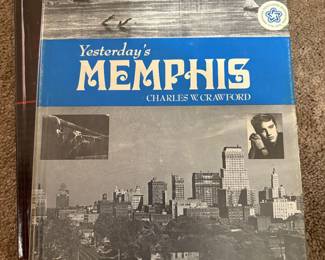 Yesterday's
MEMPHIS
CHARLES W. CRAWFORD